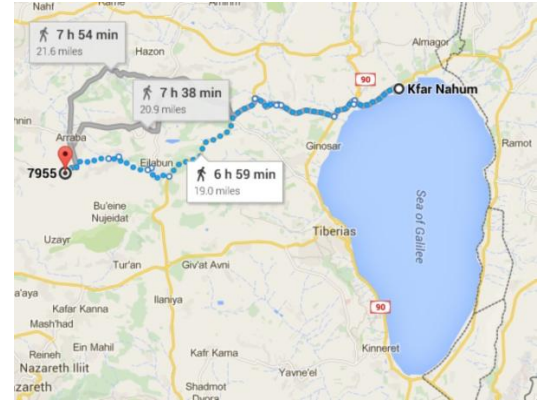 Nahf
Kfar
Almagor
7 h 54 min
21.6 miles
Hazon
90
7 h 38 min
20.9 miles
Kfar Nahum
Arraba
Ramot
Ginosar
Eilabun
7955
6 h 59 min
19.0 miles
Bu'eine
Nujeidat
Sea of Galilee
Uzayr
Tiberias
Tur'an
Giv'at Avni
Ilaniya
90
Kafar Kanna
Mash'had
Ein Mahil
Reineh
Kafr Kama
Kinneret
Nazareth Illit
Yavne'el
zareth
Shadmot